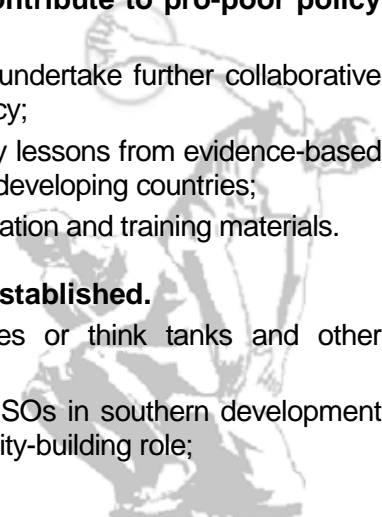 ontribute to pro-poor policy
undertake further collaborative
cy;
y lessons from evidence-based
developing countries;
ation and training materials.
stablished.
es or think tanks and other
SOs in southern development
ity-building role;